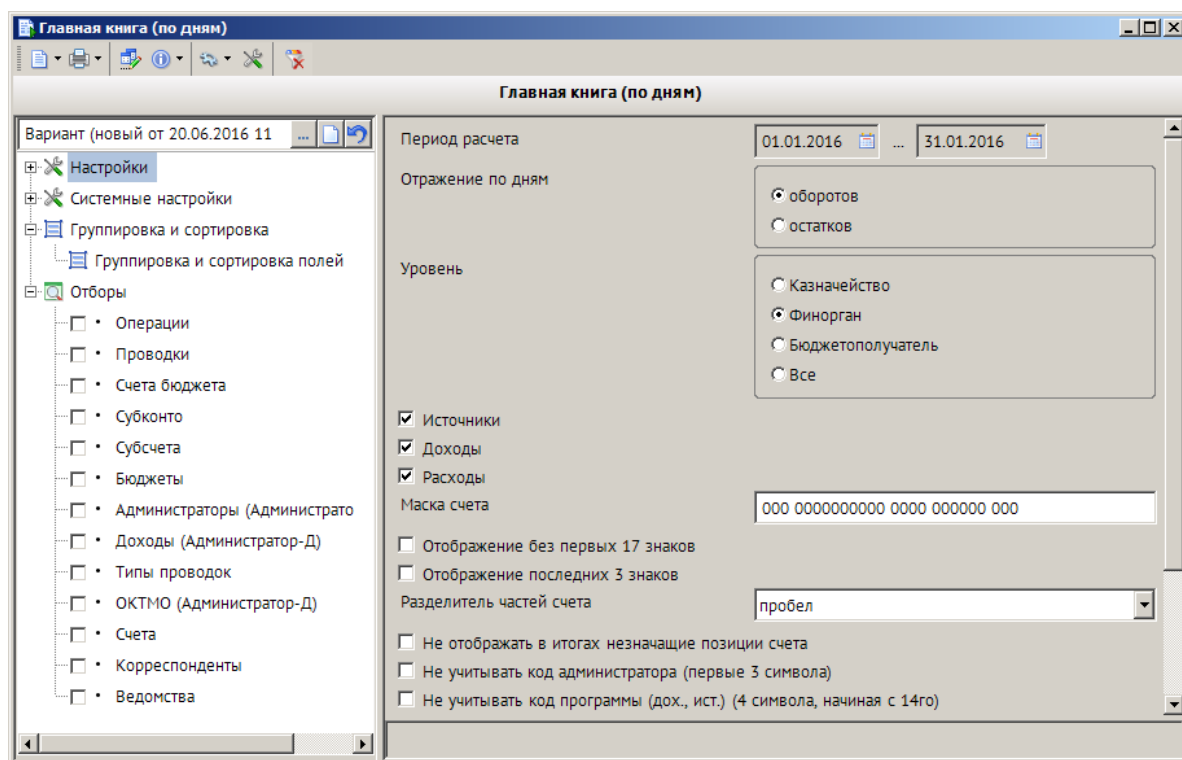 Главная книга (по дням)
Главная книга (по дням)
Вариант (новый от 20.06.2016 11 ...
Настройки
Системные настройки
Группировка и сортировка
Группировка и сортировка полей
Отборы
Операции
Проводки
Счета бюджета
Субконто
Субсчета
Бюджеты
Администраторы (Администрато
Доходы (Администратор-Д)
Типы проводок
ОКТМО (Администратор-Д)
Счета
Корреспонденты
Ведомства
Период расчета 01.01.2016 ... 31.01.2016
Отражение по дням
оборотов
остатков
Уровень
Казначейство
Финорган
Бюджетополучатель
Все
Источники
Доходы
Расходы
Маска счета 000 0000000000 0000 000000 000
Отображение без первых 17 знаков
Отображение последних 3 знаков
Разделитель частей счета пробел
Не отображать в итогах незначащие позиции счета
Не учитывать код администратора (первые 3 символа)
Не учитывать код программы (дох., ист.) (4 символа, начиная с 14го)